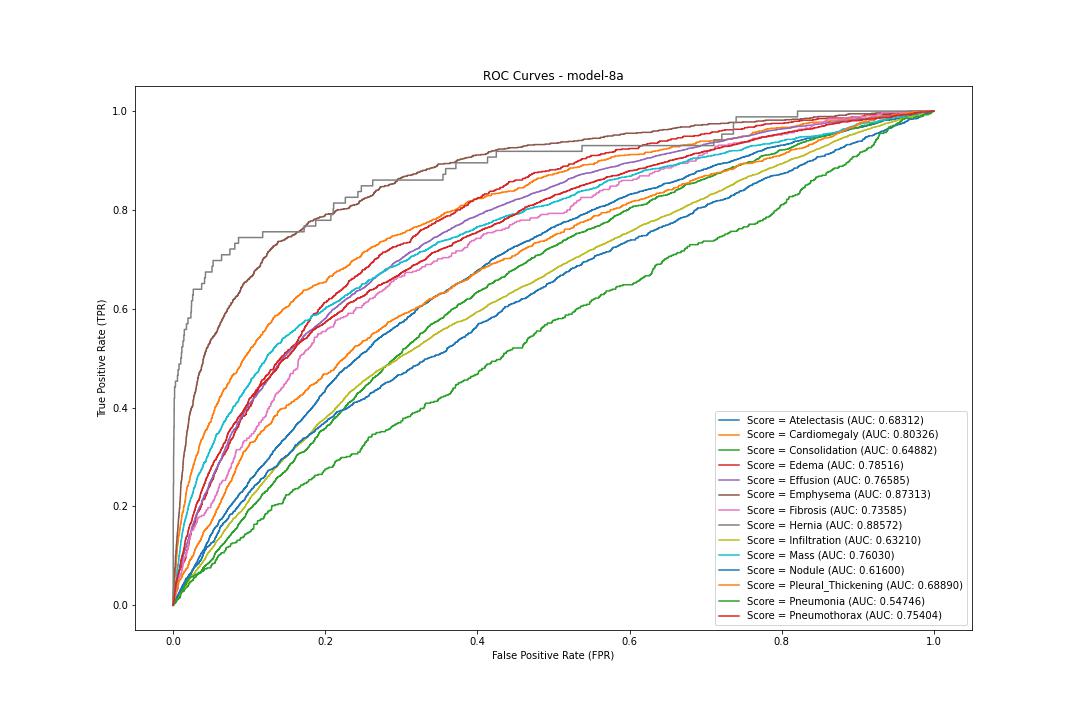 ROC Curves - model-8a
True Positive Rate (TPR)
1.0
0.8
0.6
0.4
0.2
0.0
0.0 0.2 0.4 0.6 0.8 1.0
False Positive Rate (FPR)
Score = Atelectasis (AUC: 0.68312)
Score = Cardiomegaly (AUC: 0.80326)
Score = Consolidation (AUC: 0.64882)
Score = Edema (AUC: 0.78516)
Score = Effusion (AUC: 0.76585)
Score = Emphysema (AUC: 0.87313)
Score = Fibrosis (AUC: 0.73585)
Score = Hernia (AUC: 0.88572)
Score = Infiltration (AUC: 0.63210)
Score = Mass (AUC: 0.76030)
Score = Nodule (AUC: 0.61600)
Score = Pleural_Thickening (AUC: 0.68890)
Score = Pneumonia (AUC: 0.54746)
Score = Pneumothorax (AUC: 0.75404)